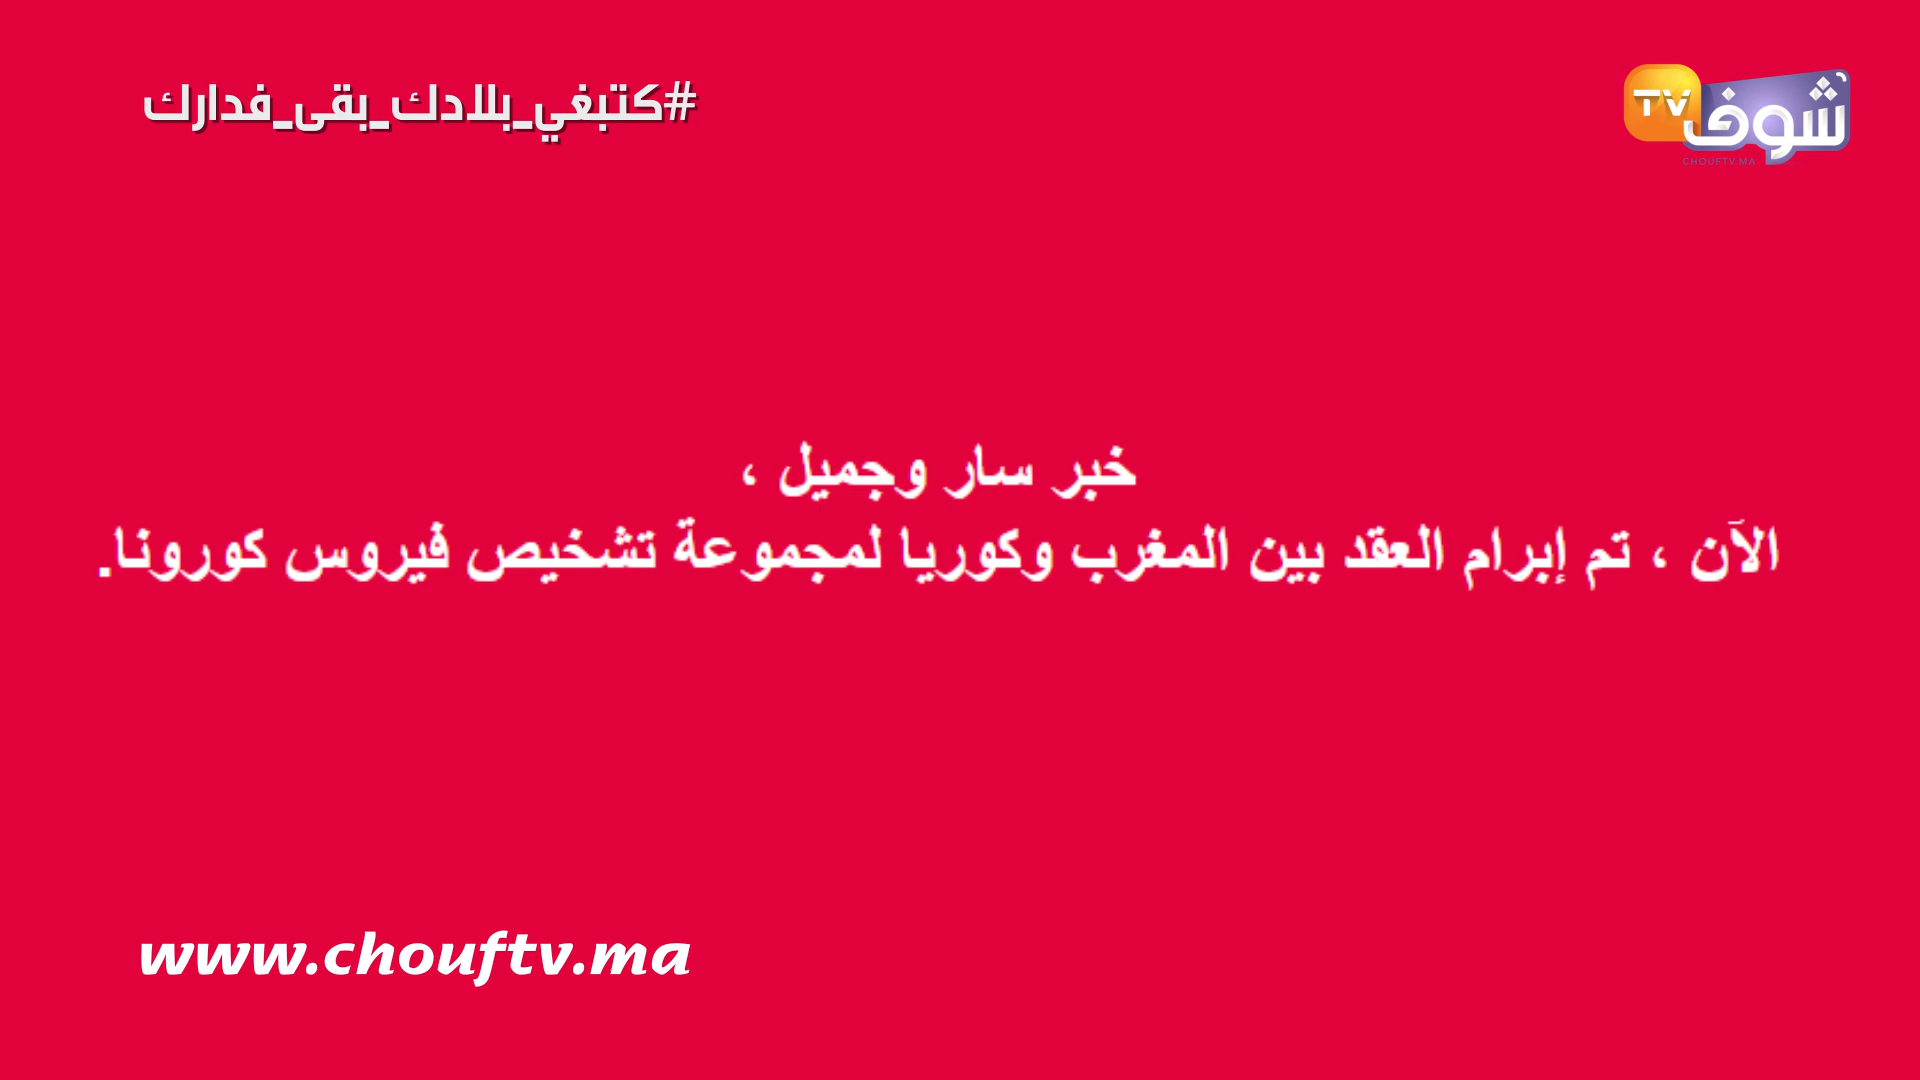 #كتبغي_بلادك_بقى_فدارك
شوف TV
CHOUFTV.MA
خبر سار وجميل ،
الآن ، تم إبرام العقد بين المغرب وكوريا لمجموعة تشخيص فيروس كورونا.
www.chouftv.ma